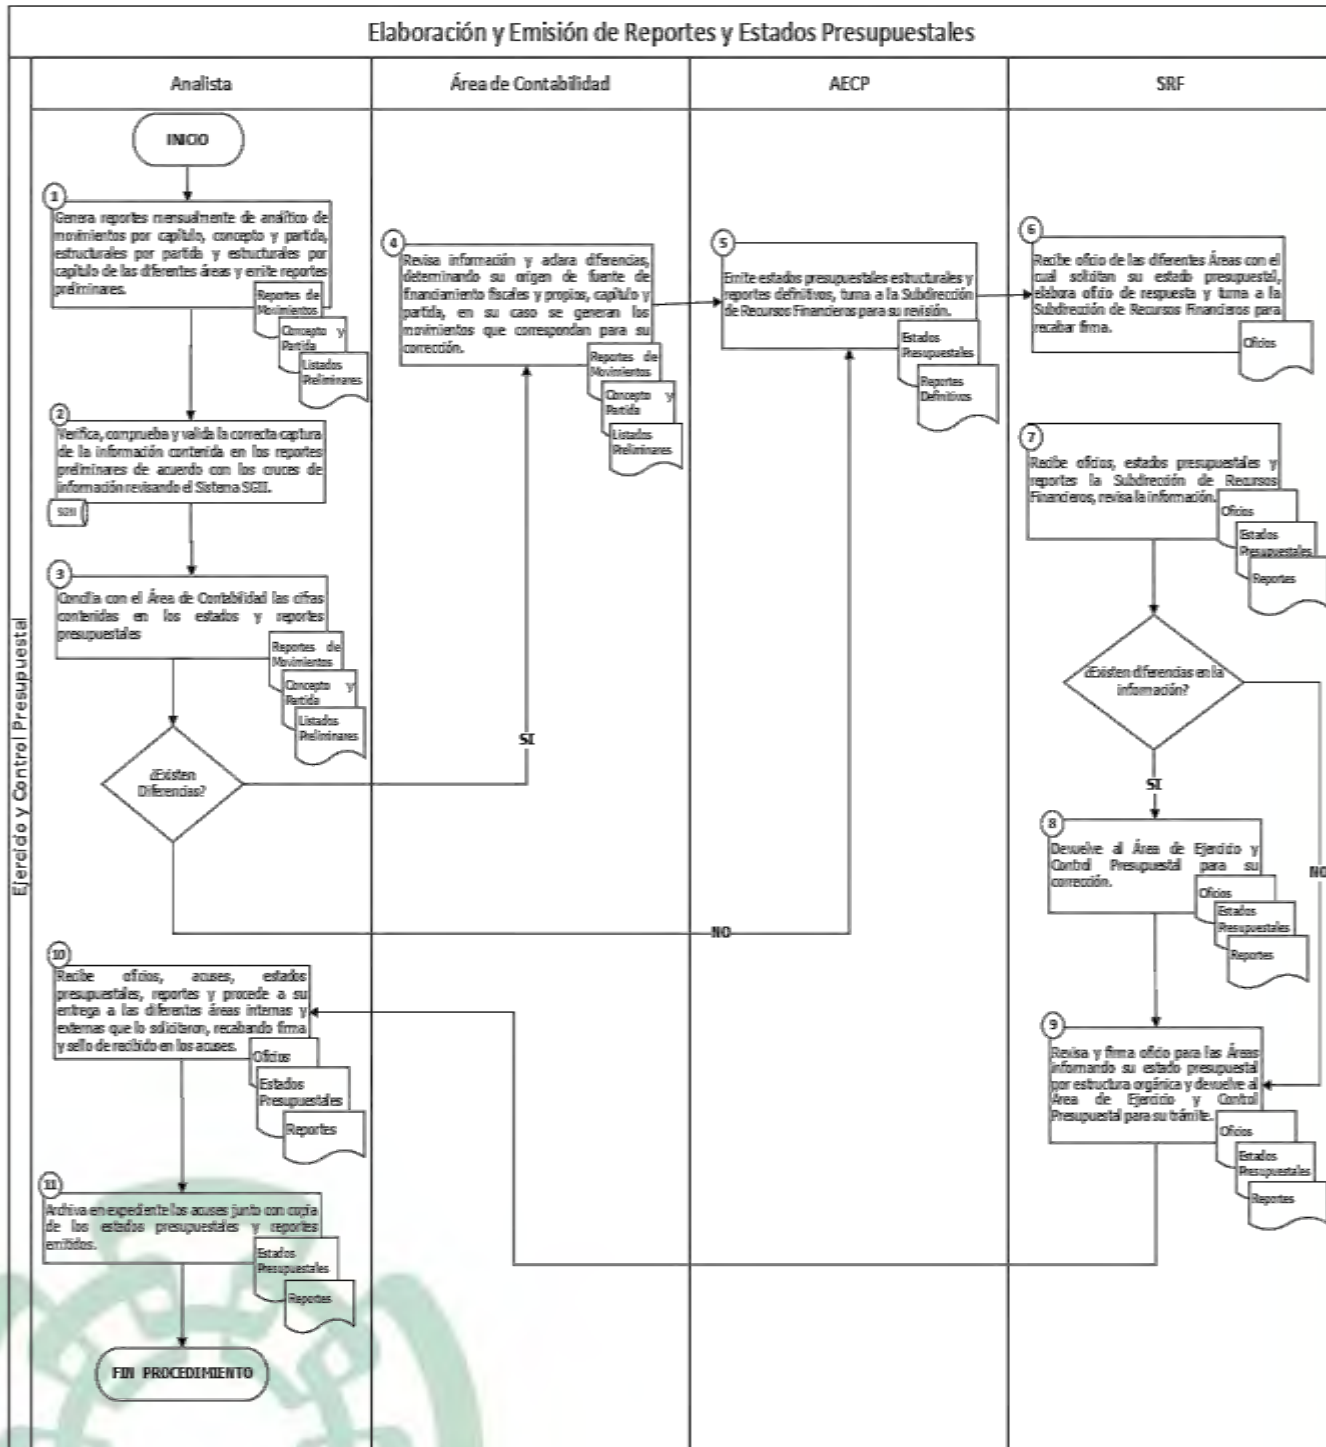 Elaboración y Emisión de Reportes y Estados Presupuestales
Ejercicio y Control Presupuestal
Analista
Área de Contabilidad
AECP
SRF
INICIO
1
Genera reportes mensualmente de analítico de
movimientos por capítulo, concepto y partida,
estructurales por partida y estructurales por
capítulo de las diferentes áreas y emite reportes
preliminares.
Reportes de
Movimientos
Concepto y
Partida
Listados
Preliminares
2
Verifica, comprueba y valida la correcta captura
de la información contenida en los reportes
preliminares de acuerdo con los cruces de
información revisando el Sistema SGII.
SGII
3
Concilia con el Área de Contabilidad las cifras
contenidas en los estados y reportes
presupuestales
Reportes de
Movimientos
Concepto y
Partida
Listados
Preliminares
¿Existen
Diferencias?
SI
NO
4
Revisa información y aclara diferencias,
determinando su origen de fuente de
financiamiento fiscales y propios, capítulo y
partida, en su caso se generan los
movimientos que correspondan para su
corrección.
Reportes de
Movimientos
Concepto y
Partida
Listados
Preliminares
5
Emite estados presupuestales estructurales y
reportes definitivos, turna a la Subdirección
de Recursos Financieros para su revisión.
Estados
Presupuestales
Reportes
Definitivos
6
Recibe oficio de las diferentes Áreas con el
cual solicitan su estado presupuestal,
elabora oficio de respuesta y turna a la
Subdirección de Recursos Financieros para
recabar firma.
Oficios
7
Recibe oficios, estados presupuestales y
reportes la Subdirección de Recursos
Financieros, revisa la información.
Oficios
Estados
Presupuestales
Reportes
¿Existen diferencias en la
información?
SI
NO
8
Devuelve al Área de Ejercicio y
Control Presupuestal para su
corrección.
Oficios
Estados
Presupuestales
Reportes
9
Revisa y firma oficio para las Áreas
informando su estado presupuestal
por estructura orgánica y devuelve al
Área de Ejercicio y Control
Presupuestal para su trámite.
Oficios
Estados
Presupuestales
Reportes
10
Recibe oficios, acuses, estados
presupuestales, reportes y procede a su
entrega a las diferentes áreas internas y
externas que lo solicitaron, recabando firma
y sello de recibido en los acuses.
Oficios
Estados
Presupuestales
Reportes
11
Archiva en expediente los acuses junto con copia
de los estados presupuestales y reportes
emitidos.
Estados
Presupuestales
Reportes
FIN PROCEDIMIENTO